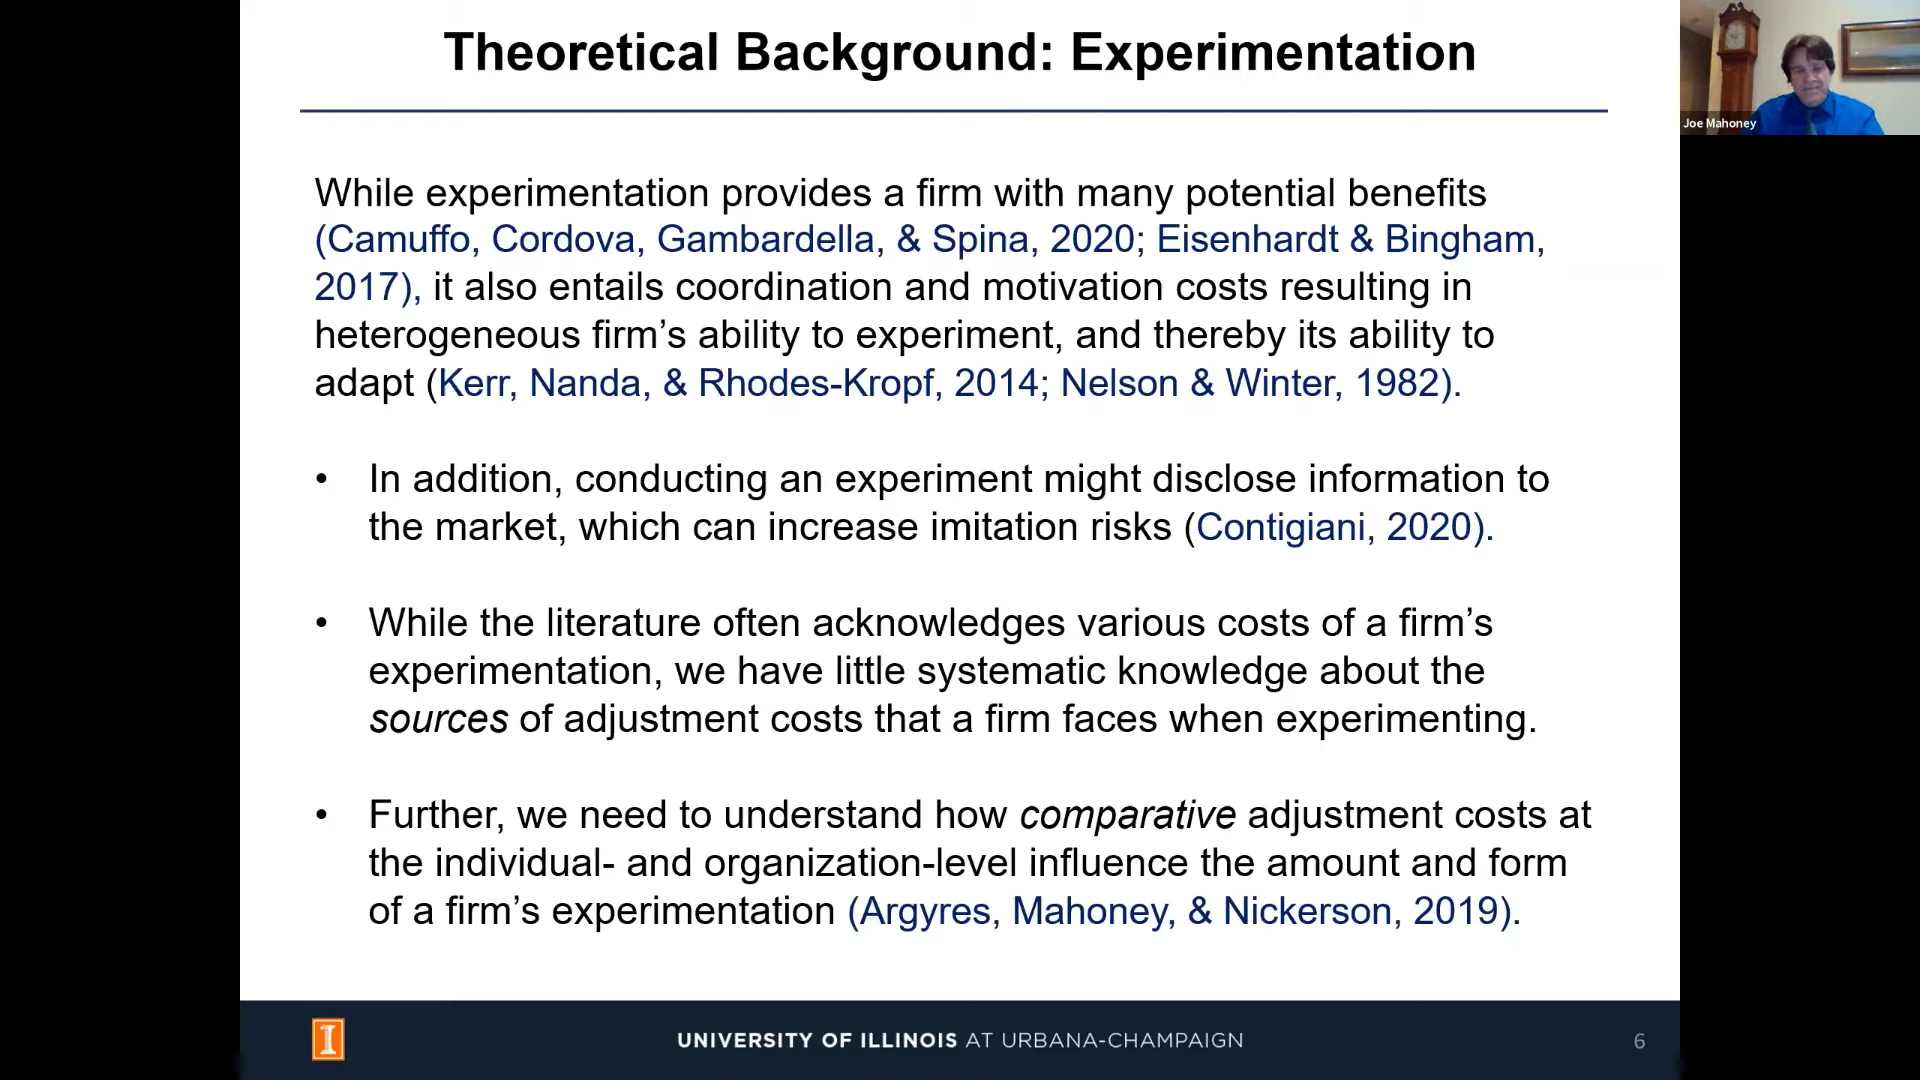 Theoretical Background: Experimentation
Joe Mahoney
While experimentation provides a firm with many potential benefits
(Camuffo, Cordova, Gambardella, & Spina, 2020; Eisenhardt & Bingham,
2017), it also entails coordination and motivation costs resulting in
heterogeneous firm’s ability to experiment, and thereby its ability to
adapt (Kerr, Nanda, & Rhodes-Kropf, 2014; Nelson & Winter, 1982).
• In addition, conducting an experiment might disclose information to
the market, which can increase imitation risks (Contigiani, 2020).
• While the literature often acknowledges various costs of a firm’s
experimentation, we have little systematic knowledge about the
sources of adjustment costs that a firm faces when experimenting.
• Further, we need to understand how comparative adjustment costs at
the individual- and organization-level influence the amount and form
of a firm’s experimentation (Argyres, Mahoney, & Nickerson, 2019).
I
UNIVERSITY OF ILLINOIS AT URBANA-CHAMPAIGN
6